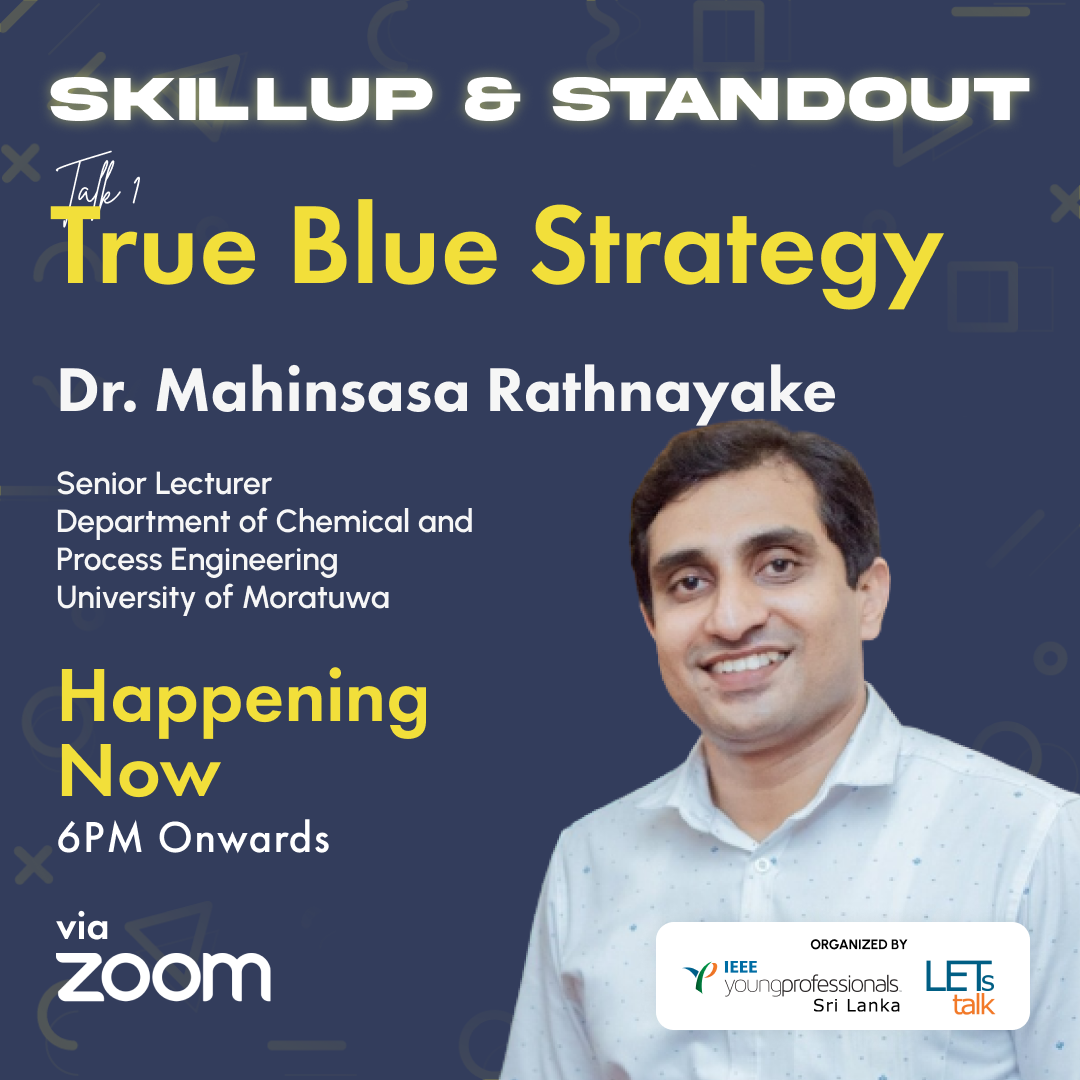 SKILLUP & STANDOUT
Talk 1
True Blue Strategy
Dr. Mahinsasa Rathnayake
Senior Lecturer
Department of Chemical and
Process Engineering
University of Moratuwa
Happening
Now
6PM Onwards
via
zoom
ORGANIZED BY
IEEE
youngprofessionals
Sri Lanka
LETs
talk